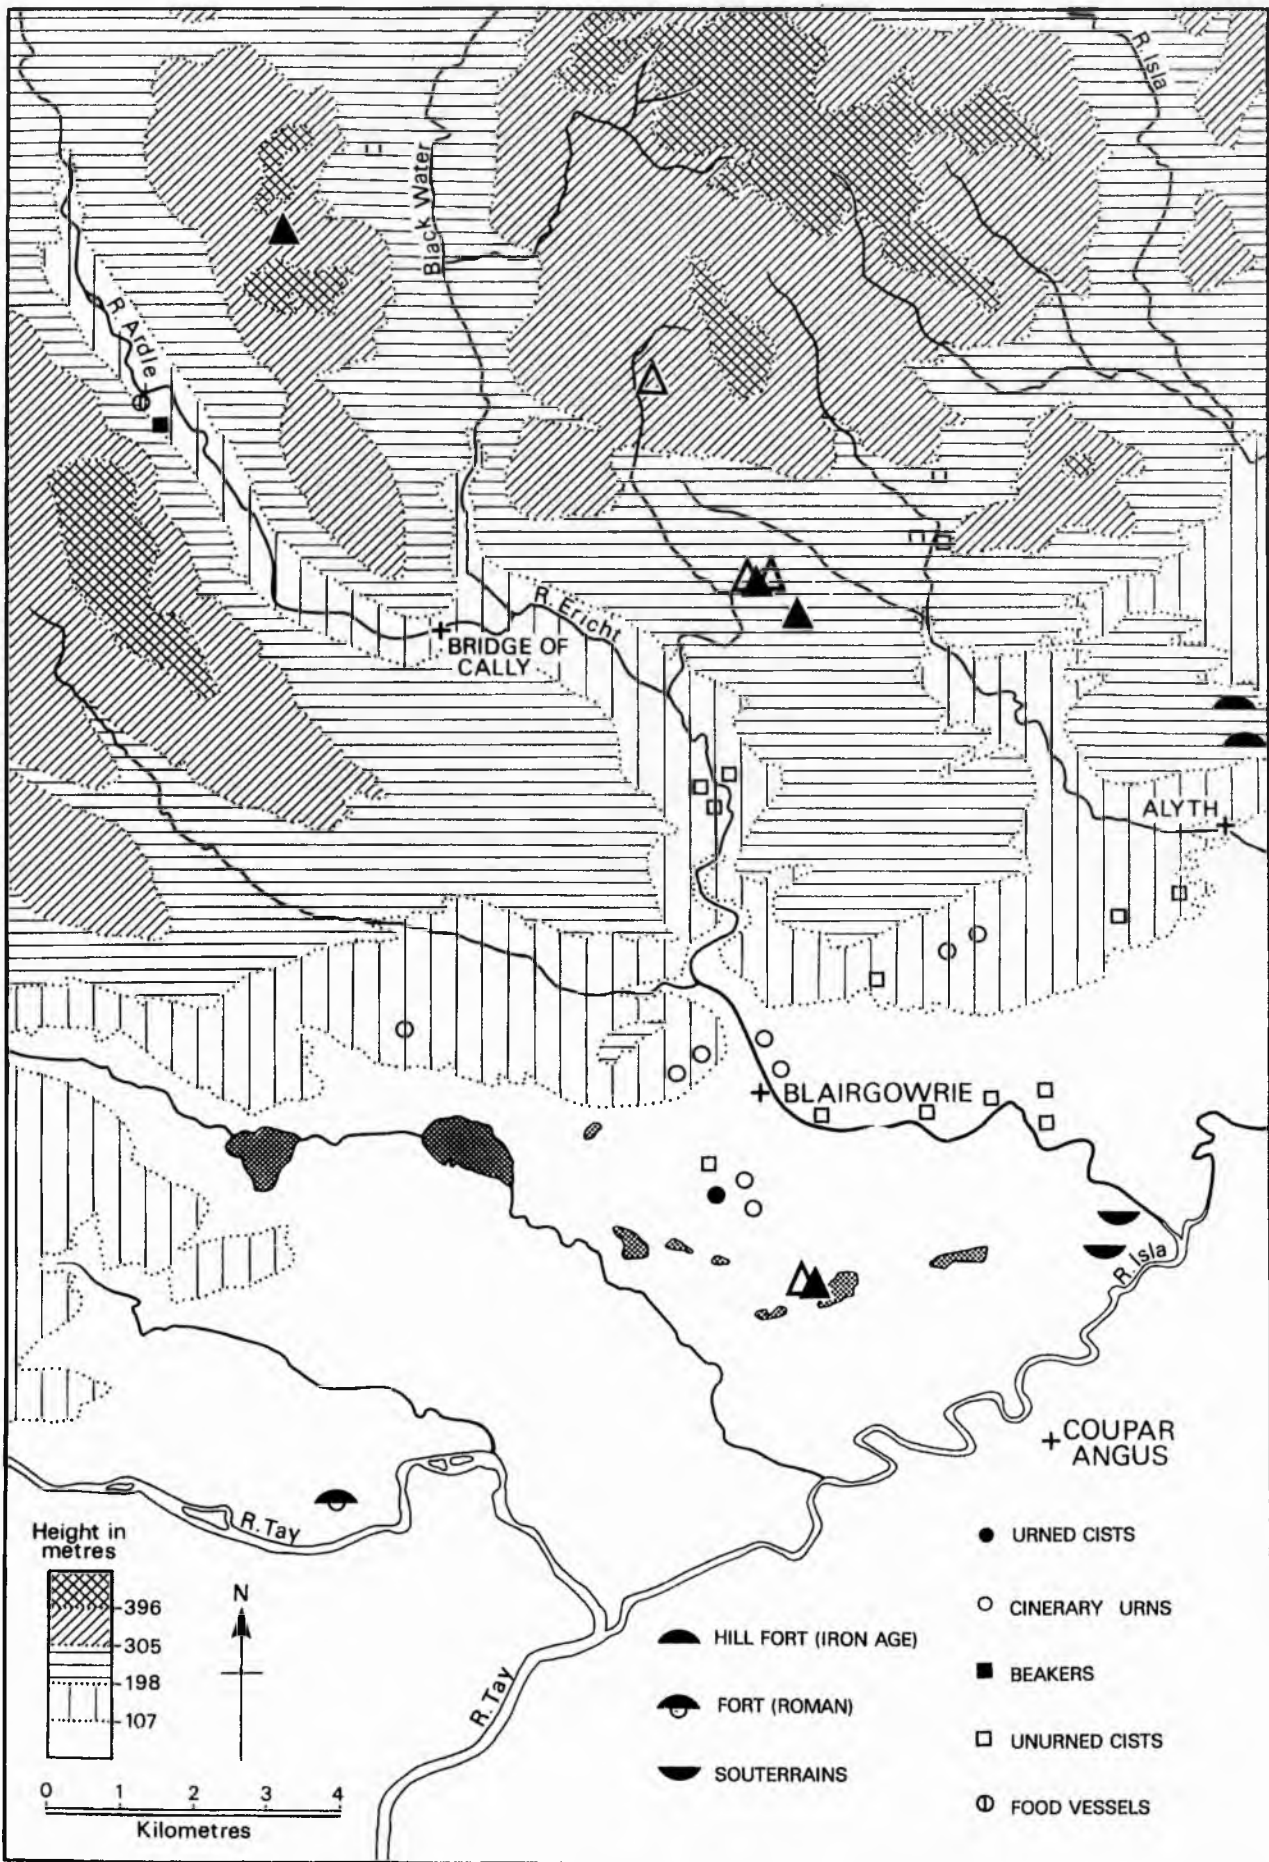 R. Isla
Black Water
R. Ardle
R. Ericht
BRIDGE OF
CALLY
ALYTH
BLAIRGOWRIE
R. Isla
COUPAR
ANGUS
R. Tay
R. Tay
Height in
metres
396
305
198
107
N
0 1 2 3 4
Kilometres
HILL FORT (IRON AGE)
FORT (ROMAN)
SOUTERRAINS
URNED CISTS
CINERARY URNS
BEAKERS
UNURNED CISTS
FOOD VESSELS